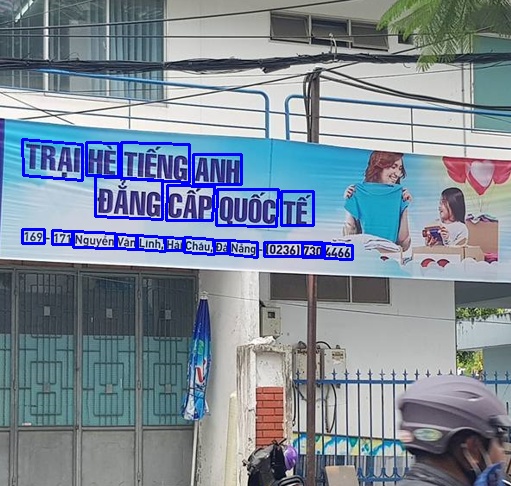 TRẠI HÈ TIẾNG ANH
ĐẲNG CẤP QUỐC TẾ
169 - 171 Nguyễn Văn Linh, Hải Châu, Đà Nẵng - (0236) 730 4466